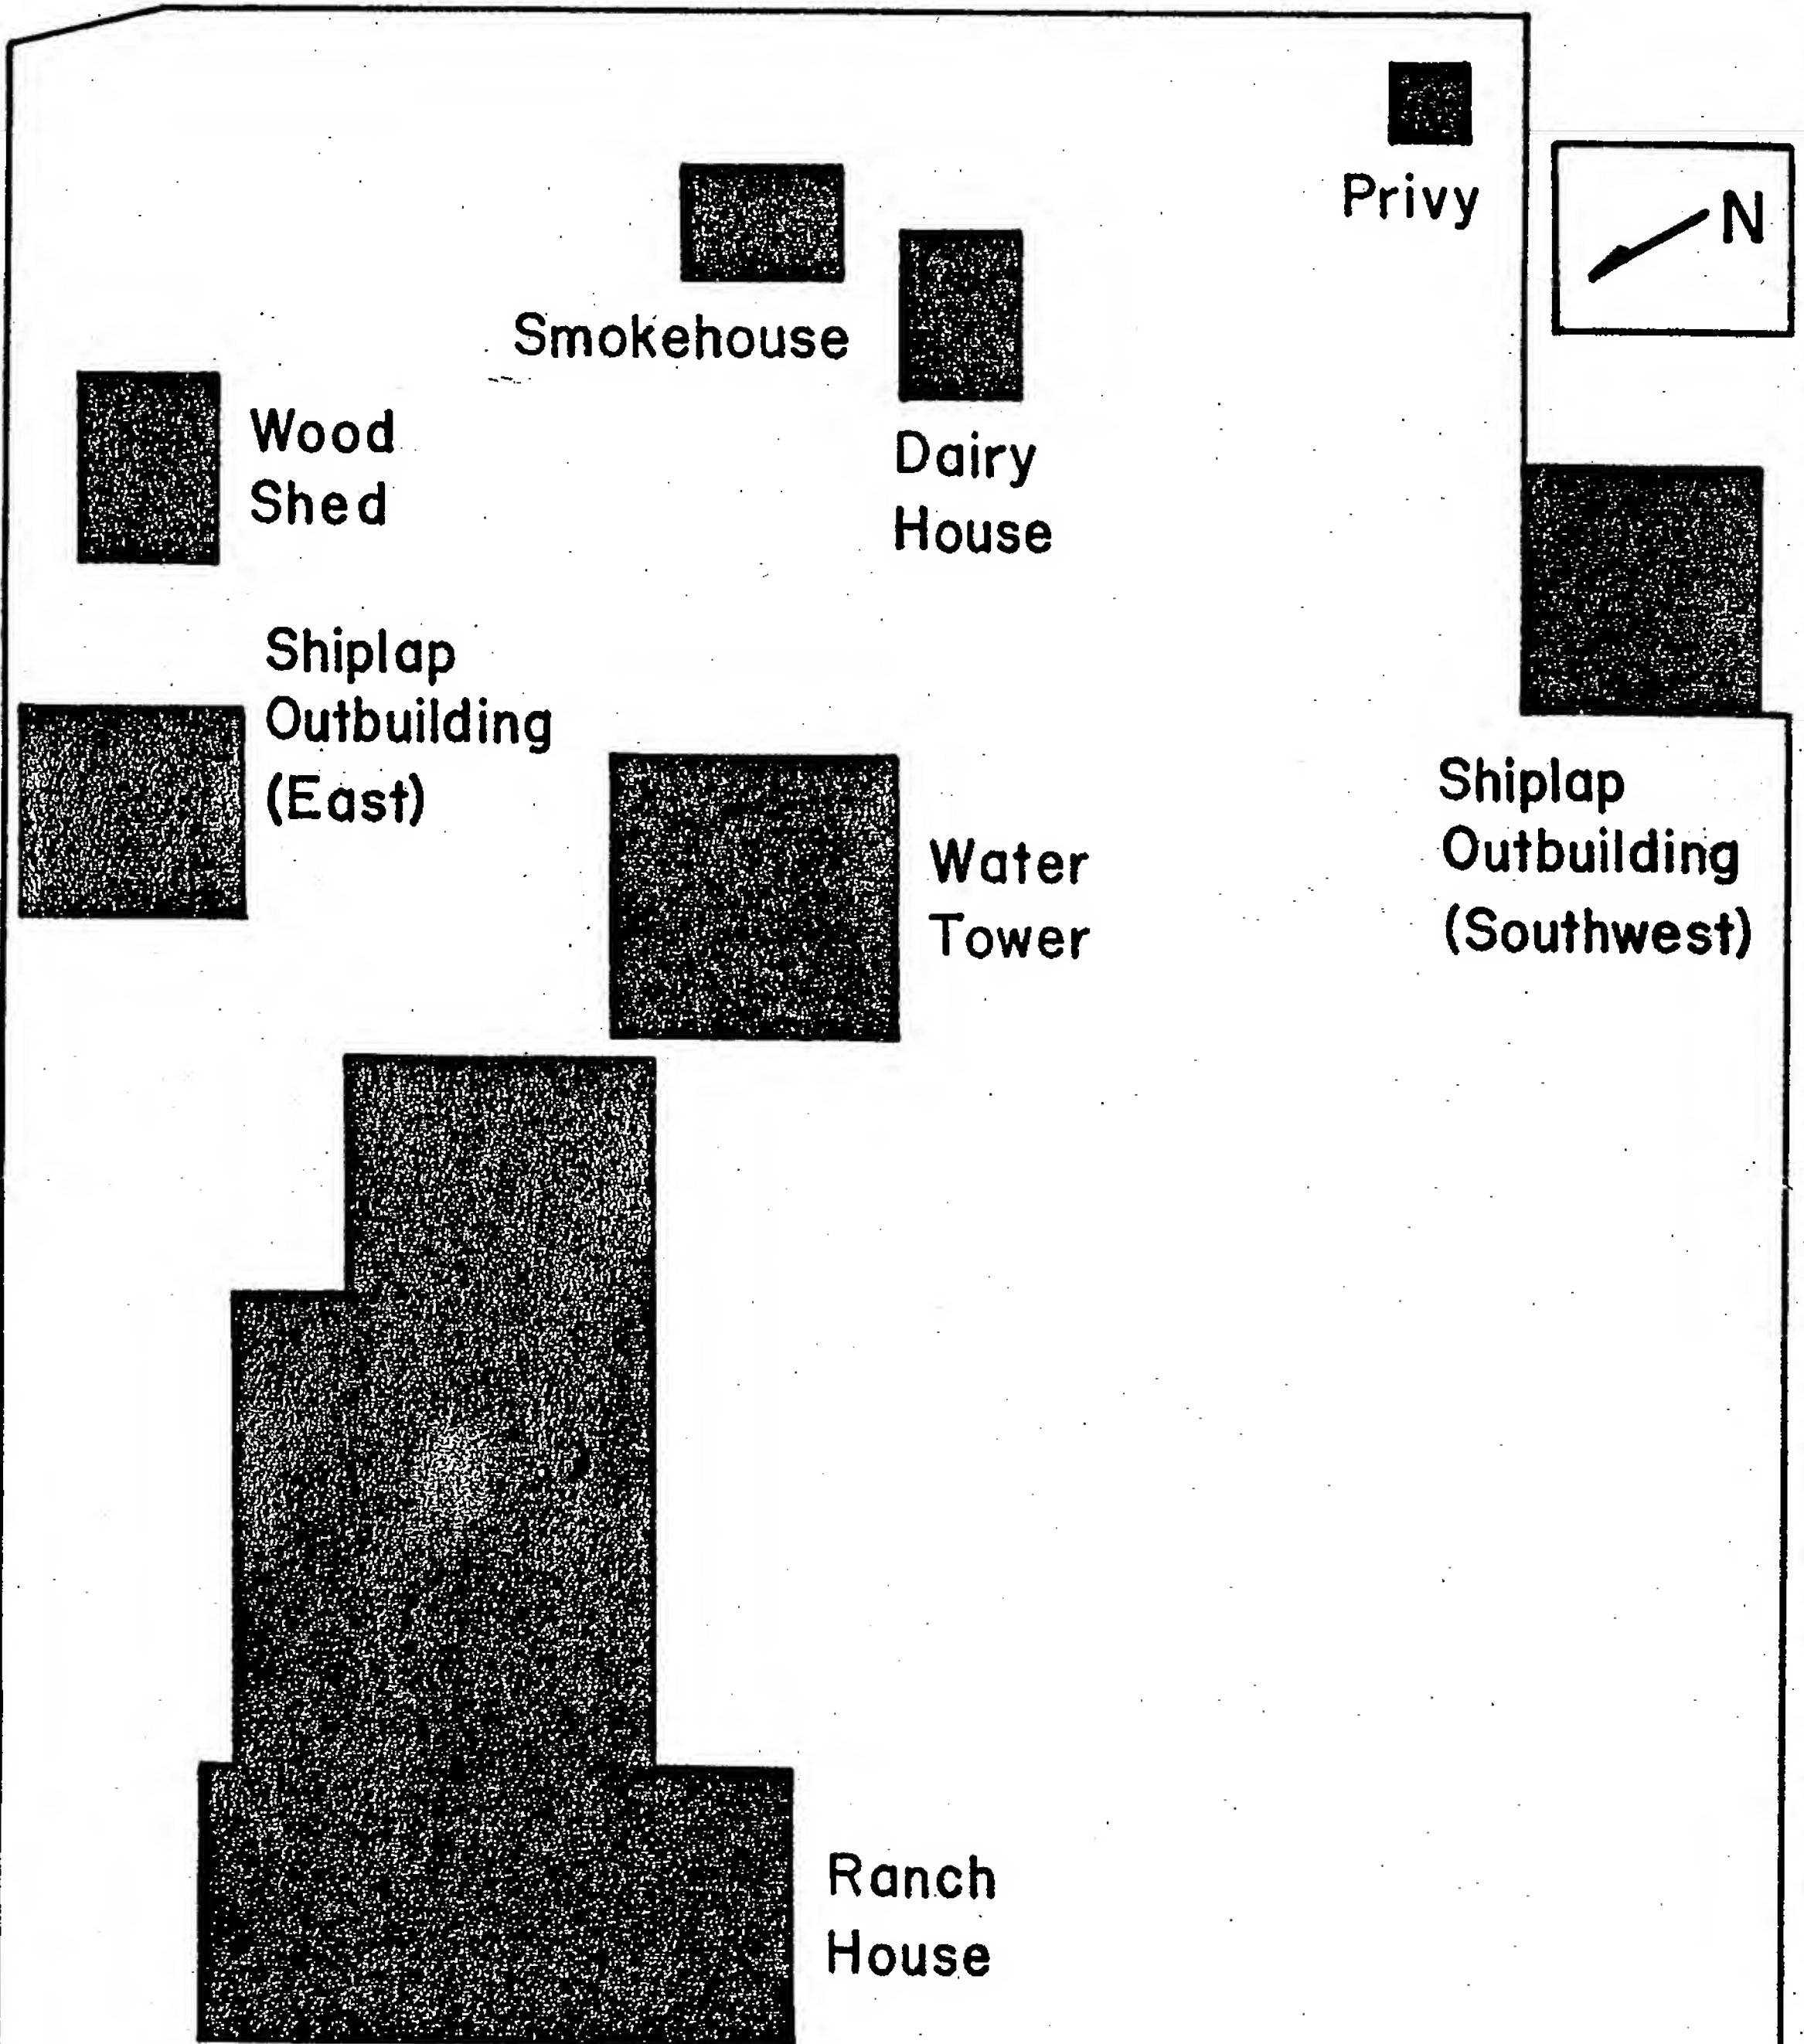 Privy
N
Smokehouse
Wood
Shed
Dairy
House
Shiplap
Outbuilding
(East)
Water
Tower
Shiplap
Outbuilding
(Southwest)
Ranch
House